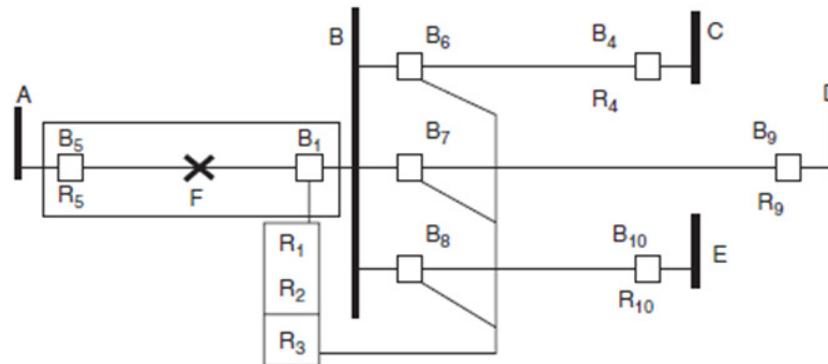 B
B₆
B₄
C
A
D
B₅
B₁
B₇
B₉
R₄
R₅
F
R₉
R₁
B₈
B₁₀
E
R₂
R₁₀
R₃